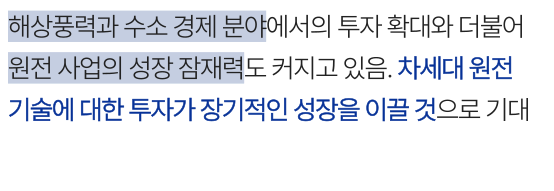 해상풍력과 수소 경제 분야에서의 투자 확대와 더불어
원전 사업의 성장 잠재력도 커지고 있음. 차세대 원전
기술에 대한 투자가 장기적인 성장을 이끌 것으로 기대